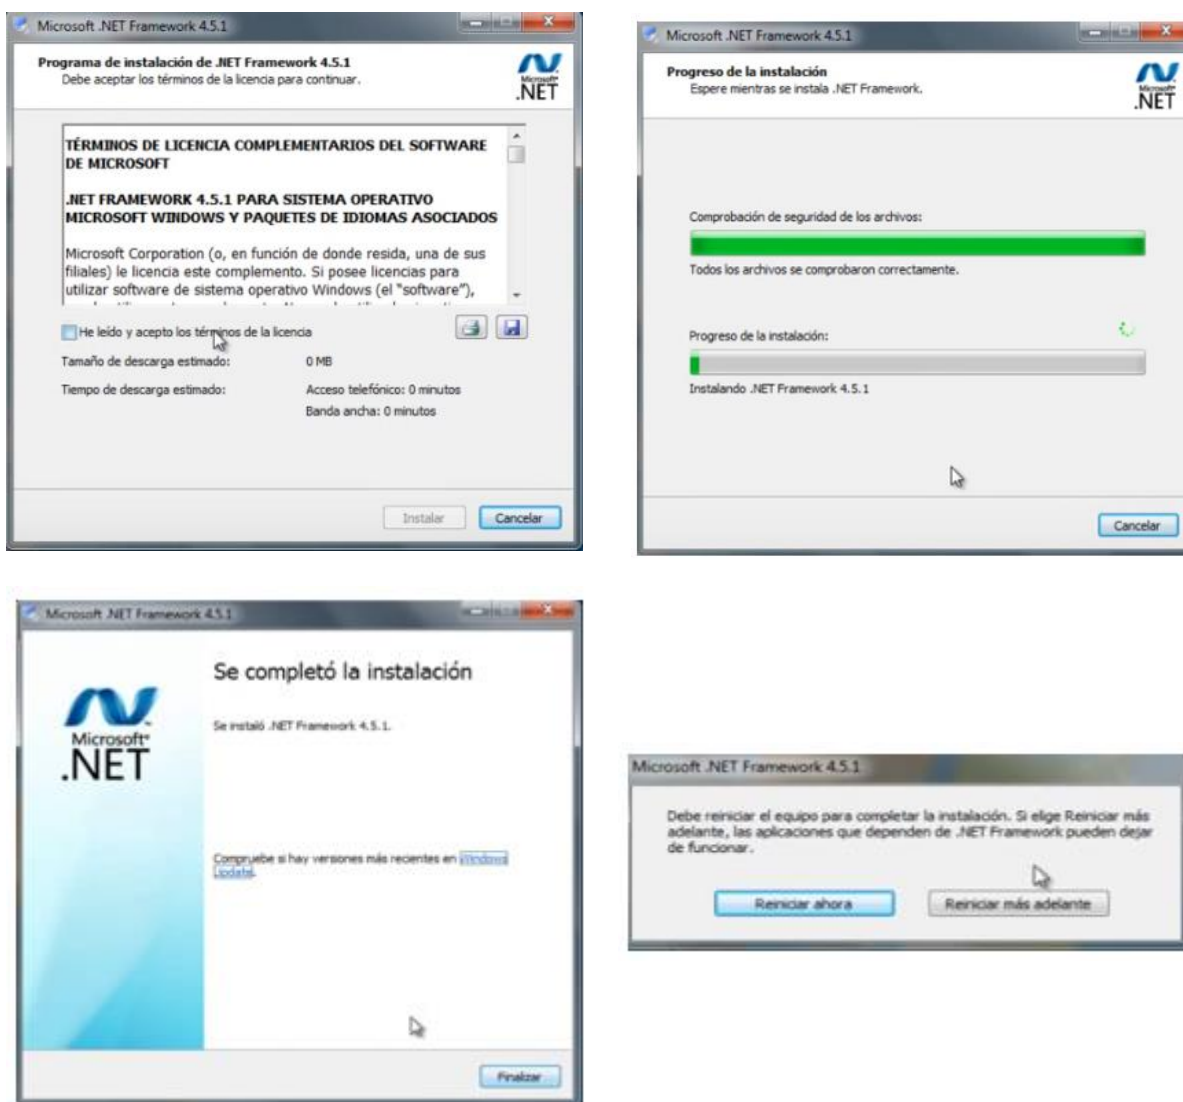 Microsoft .NET Framework 4.5.1
Programa de instalación de .NET Framework 4.5.1
Debe aceptar los términos de la licencia para continuar.
Microsoft
.NET
TÉRMINOS DE LICENCIA COMPLEMENTARIOS DEL SOFTWARE
DE MICROSOFT
.NET FRAMEWORK 4.5.1 PARA SISTEMA OPERATIVO
MICROSOFT WINDOWS Y PAQUETES DE IDIOMAS ASOCIADOS
Microsoft Corporation (o, en función de donde resida, una de sus
filiales) le licencia este complemento. Si posee licencias para
utilizar software de sistema operativo Windows (el "software"),
He leído y acepto los términos de la licencia
Tamaño de descarga estimado: 0 MB
Tiempo de descarga estimado: Acceso telefónico: 0 minutos
Banda ancha: 0 minutos
Instalar Cancelar
Microsoft .NET Framework 4.5.1
Progreso de la instalación
Espere mientras se instala .NET Framework.
Microsoft
.NET
Comprobación de seguridad de los archivos:
Todos los archivos se comprobaron correctamente.
Progreso de la instalación:
Instalando .NET Framework 4.5.1
Cancelar
Microsoft .NET Framework 4.5.1
Se completó la instalación
Microsoft
.NET
Se instaló .NET Framework 4.5.1.
Compruebe si hay versiones más recientes en Windows
Update.
Finalizar
Microsoft .NET Framework 4.5.1
Debe reiniciar el equipo para completar la instalación. Si elige Reiniciar más
adelante, las aplicaciones que dependen de .NET Framework pueden dejar
de funcionar.
Reiniciar ahora Reiniciar más adelante